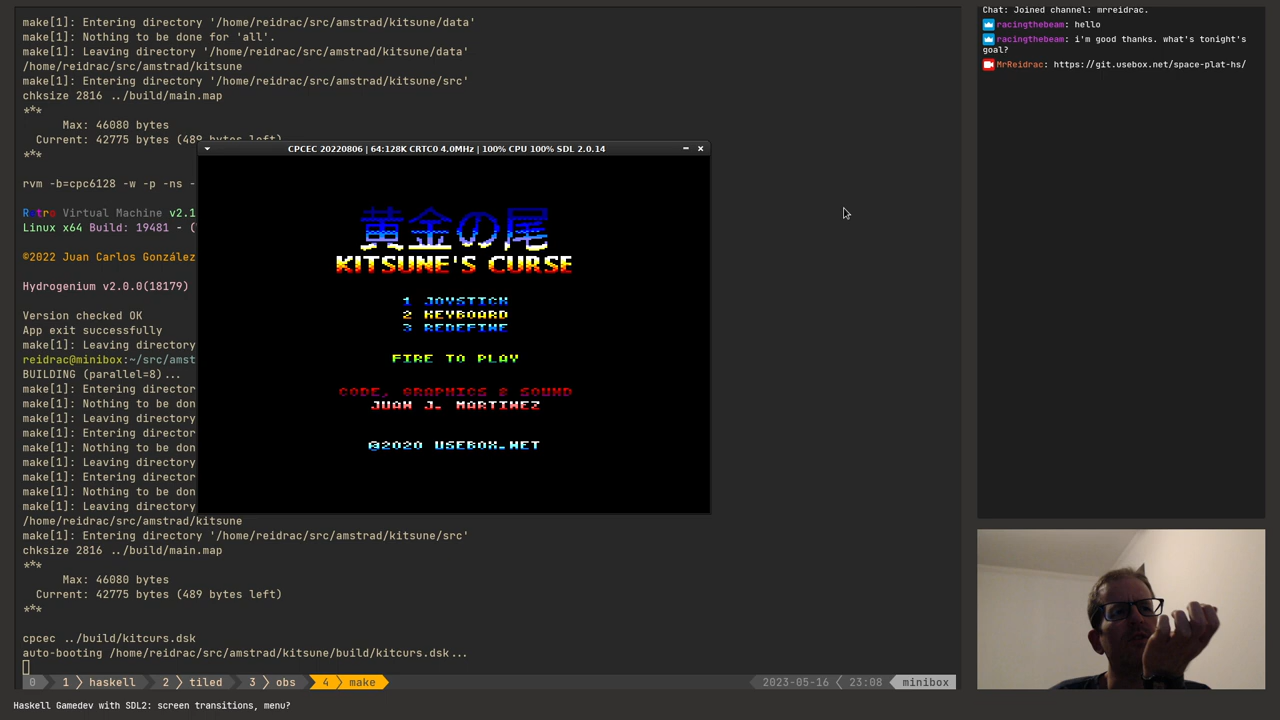 make[1]: Entering directory '/home/reidrac/src/amstrad/kitsune/data'
make[1]: Nothing to be done for 'all'.
make[1]: Leaving directory '/home/reidrac/src/amstrad/kitsune/data'
/home/reidrac/src/amstrad/kitsune
make[1]: Entering directory '/home/reidrac/src/amstrad/kitsune/src'
chksize 2816 ../build/main.map
***
Max: 46080 bytes
Current: 42775 bytes (489 bytes left)
***
rvm -b=cpc6128 -w -p -ns -
Retro Virtual Machine v2.1
Linux x64 Build: 19481 - (
©2022 Juan Carlos González
Hydrogenium v2.0.0(18179)
Version checked OK
App exit successfully
make[1]: Leaving directory
reidrac@minibox:~/src/amst
BUILDING (parallel=8)...
make[1]: Entering director
make[1]: Nothing to be don
make[1]: Leaving directory
make[1]: Entering director
make[1]: Nothing to be don
make[1]: Leaving directory
make[1]: Entering director
make[1]: Nothing to be don
make[1]: Leaving directory
/home/reidrac/src/amstrad/kitsune
make[1]: Entering directory '/home/reidrac/src/amstrad/kitsune/src'
chksize 2816 ../build/main.map
***
Max: 46080 bytes
Current: 42775 bytes (489 bytes left)
***
cpcec ../build/kitcurs.dsk
auto-booting /home/reidrac/src/amstrad/kitsune/build/kitcurs.dsk...
0 1 haskell 2 tiled 3 obs 4 make 2023-05-16 23:08 minibox
Haskell Gamedev with SDL2: screen transitions, menu?
CPCEC 20220806 | 64:128K CRTC0 4.0MHz | 100% CPU 100% SDL 2.0.14
黄金の尾
KITSUNE'S CURSE
1 JOYSTICK
2 KEYBOARD
3 REDEFINE
FIRE TO PLAY
CODE, GRAPHICS & SOUND
JUAN J. MARTINEZ
@2020 USEBOX.NET
Chat: Joined channel: mrreidrac.
racingthebeam: hello
racingthebeam: i'm good thanks. what's tonight's
goal?
MrReidrac: https://git.usebox.net/space-plat-hs/